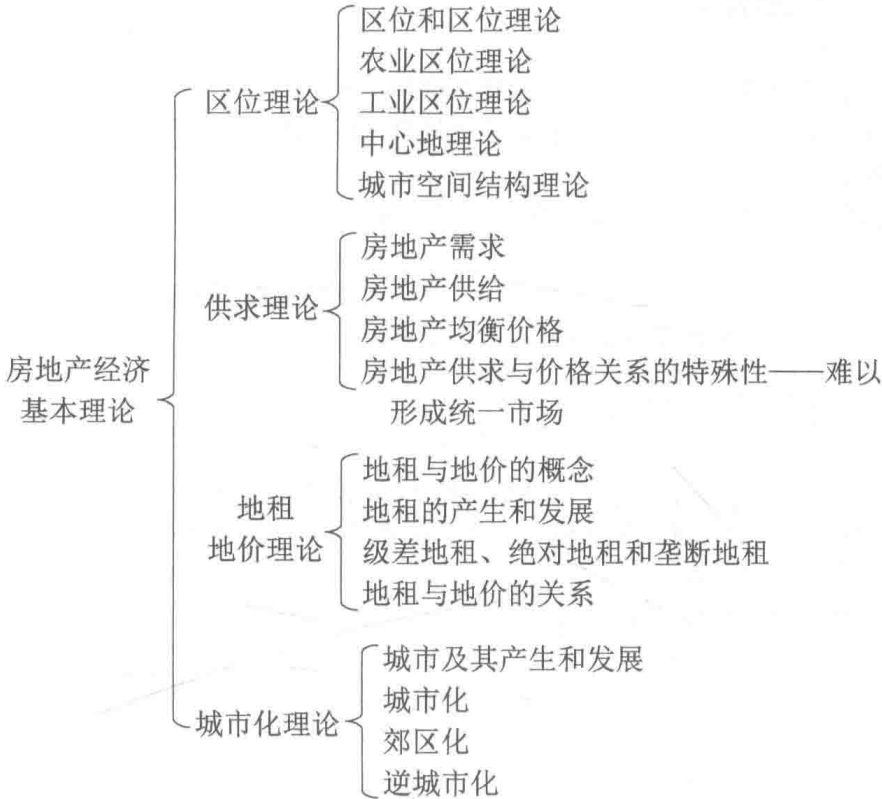 房地产经济
基本理论
区位理论
区位和区位理论
农业区位理论
工业区位理论
中心地理论
城市空间结构理论
供求理论
房地产需求
房地产供给
房地产均衡价格
房地产供求与价格关系的特殊性——难以
形成统一市场
地租
地价理论
地租与地价的概念
地租的产生和发展
级差地租、绝对地租和垄断地租
地租与地价的关系
城市化理论
城市及其产生和发展
城市化
郊区化
逆城市化